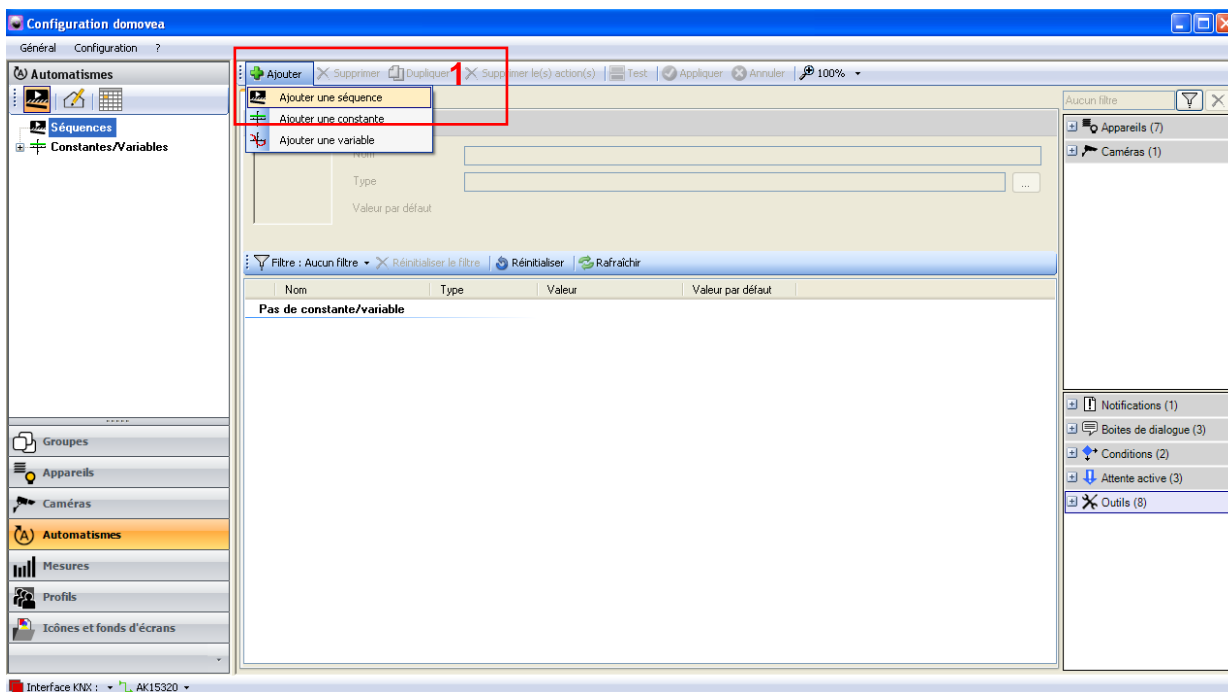 Configuration domovea
Général Configuration ?
Automatismes
Ajouter Supprimer Dupliquer 1 Supprimer le(s) action(s) Test Appliquer Annuler 100%
Ajouter une séquence
Ajouter une constante
Ajouter une variable
Séquences
Constantes/Variables
Nom
Type
...
Valeur par défaut
Filtre : Aucun filtre Réinitialiser le filtre Réinitialiser Rafraîchir
Nom Type Valeur Valeur par défaut
Pas de constante/variable
Aucun filtre
Appareils (7)
Caméras (1)
Notifications (1)
Boites de dialogue (3)
Conditions (2)
Attente active (3)
Outils (8)
Groupes
Appareils
Caméras
Automatismes
Mesures
Profils
Icônes et fonds d'écrans
Interface KNX : AK15320